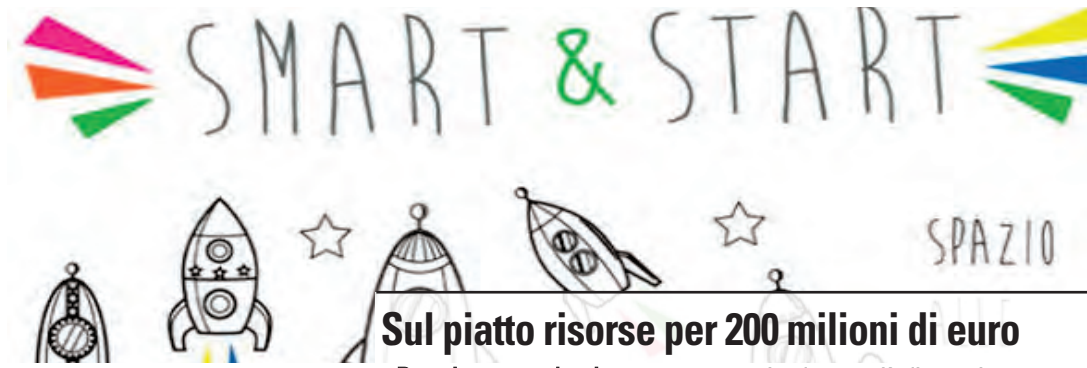 SMART & START
SPAZIO
Sul piatto risorse per 200 milioni di euro